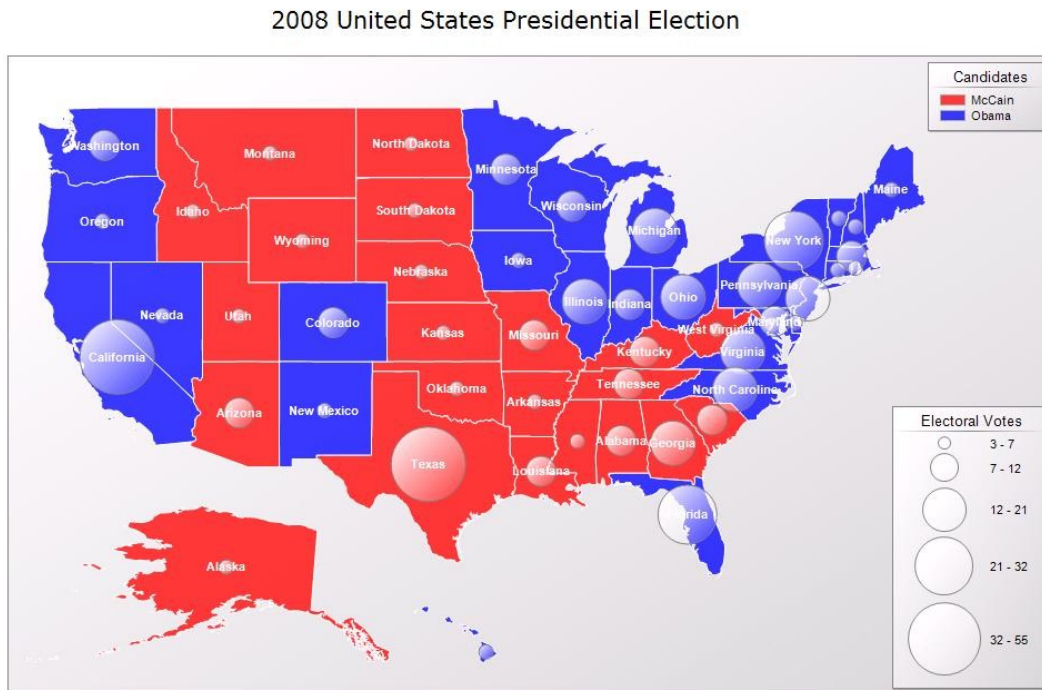 2008 United States Presidential Election
Candidates
McCain
Obama
Washington
Montana
North Dakota
Minnesota
Maine
Oregon
Idaho
South Dakota
Wisconsin
Michigan
New York
Wyoming
Nebraska
Iowa
Pennsylvania
Nevada
Utah
Colorado
Illinois
Indiana
Ohio
Maryland
California
Kansas
Missouri
West Virginia
Kentucky
Virginia
Arizona
New Mexico
Oklahoma
Arkansas
Tennessee
North Caroline
Texas
Louisiana
Alabama
Georgia
Florida
Alaska
Electoral Votes
3 - 7
7 - 12
12 - 21
21 - 32
32 - 55